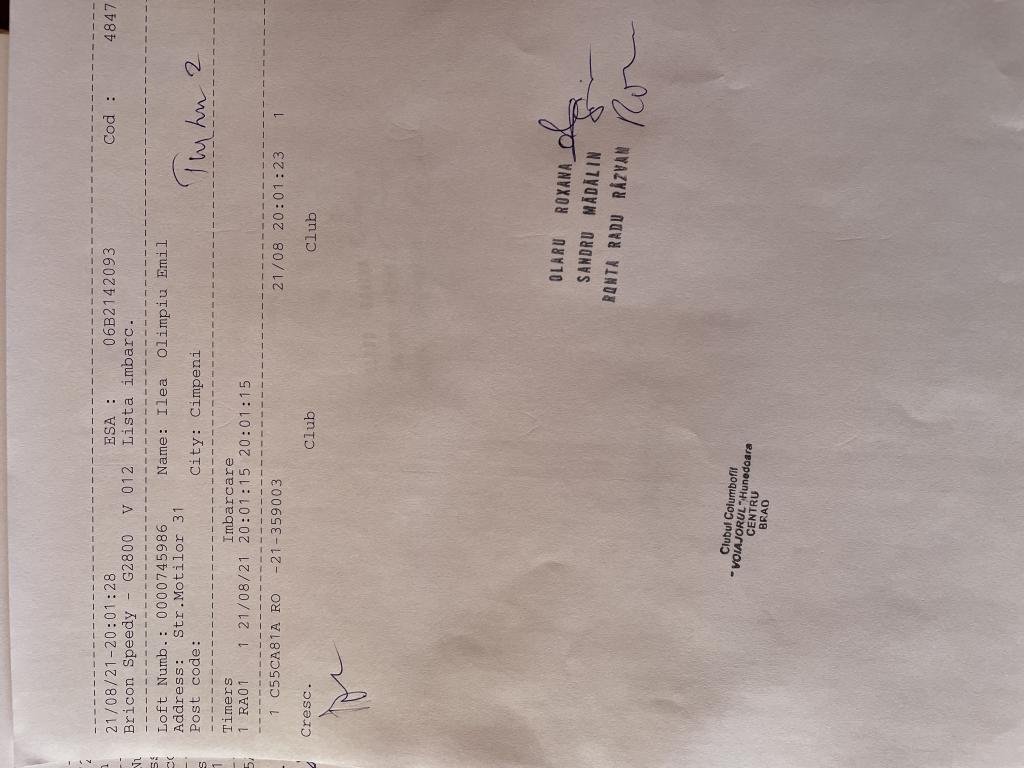 21/08/21-20:01:28 ESA : 06B2142093 Cod : 4847
Bricon Speedy - G2800 V 012 Lista imbarc.
Loft Numb.: 0000745986 Name: Ilea Olimpiu Emil
Address: Str.Motilor 31
Post code: City: Cimpeni
Timers Imbarcare
1 RA01 1 21/08/21 20:01:15 20:01:15
1 C55CA81A RO -21-359003 21/08 20:01:23 1
Cresc. Club Club
OLARU ROXANA
SANDRU MĂDĂLIN
RONTA RADU RĂZVAN
Clubul Columbofil
"VOIAJORUL"-Hunedoara
CENTRU
BRAD